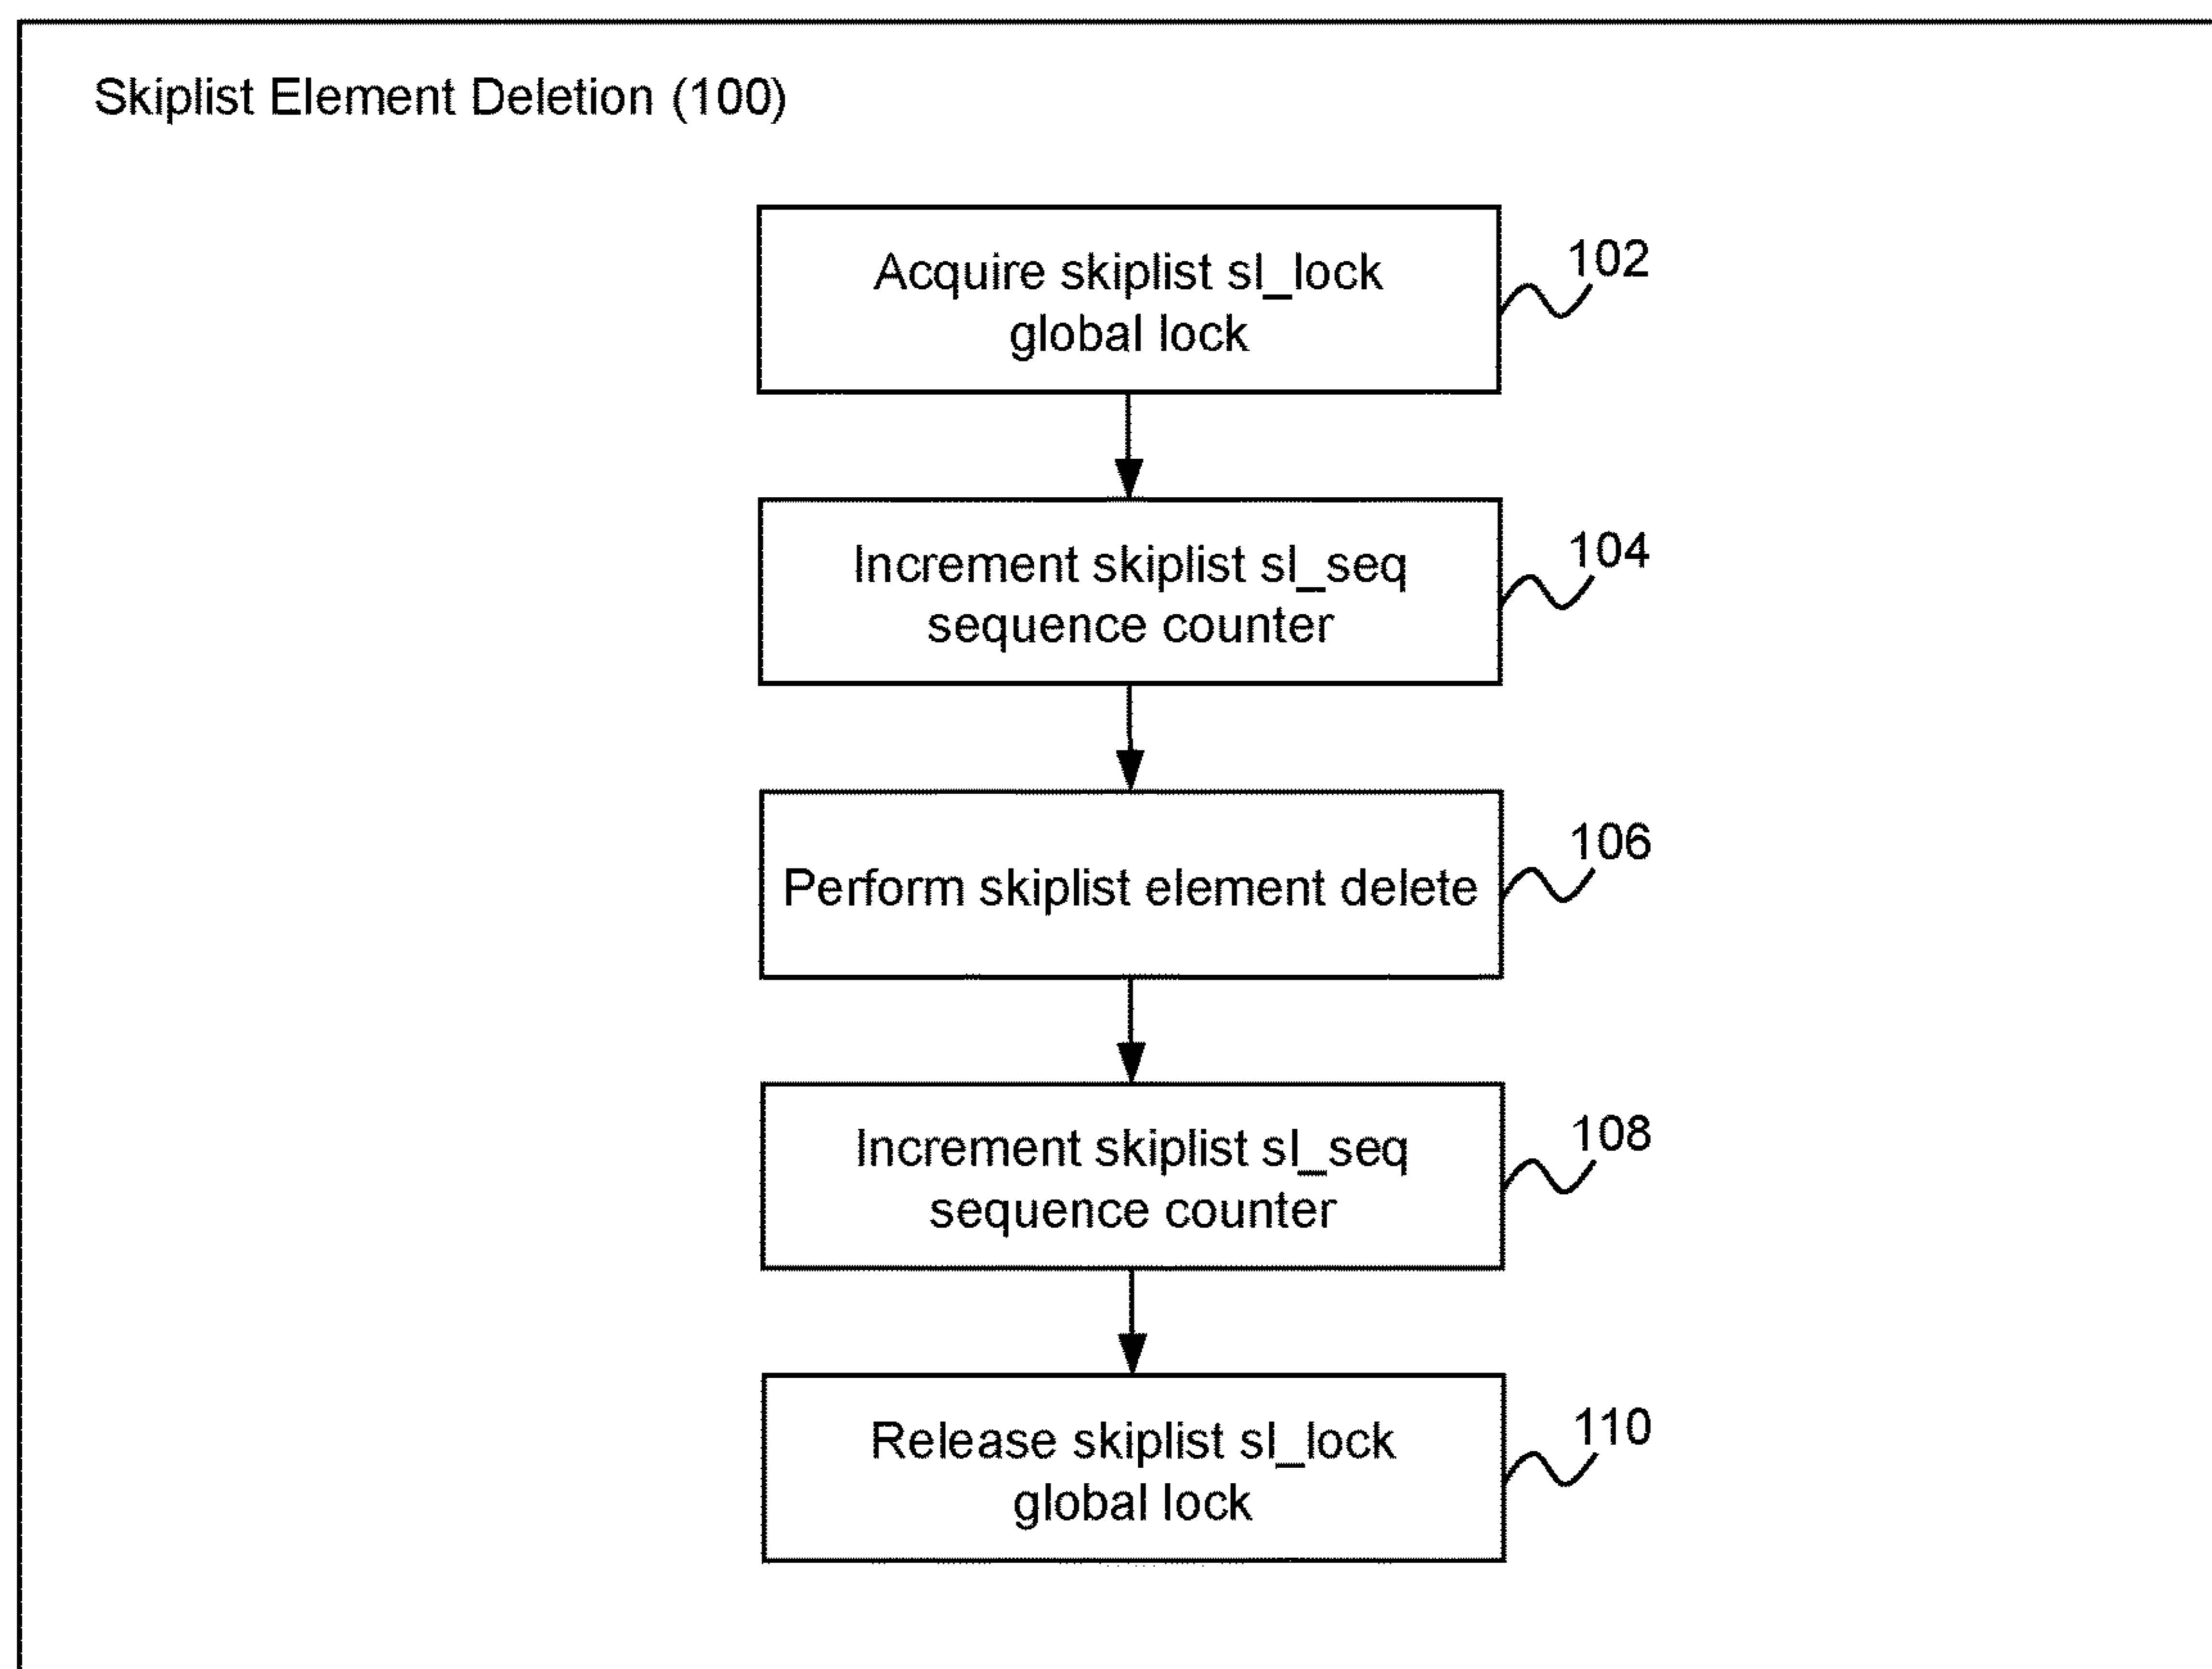 Skiplist Element Deletion (100)
Acquire skiplist sl_lock
global lock
102
Increment skiplist sl_seq
sequence counter
104
Perform skiplist element delete
106
Increment skiplist sl_seq
sequence counter
108
Release skiplist sl_lock
global lock
110